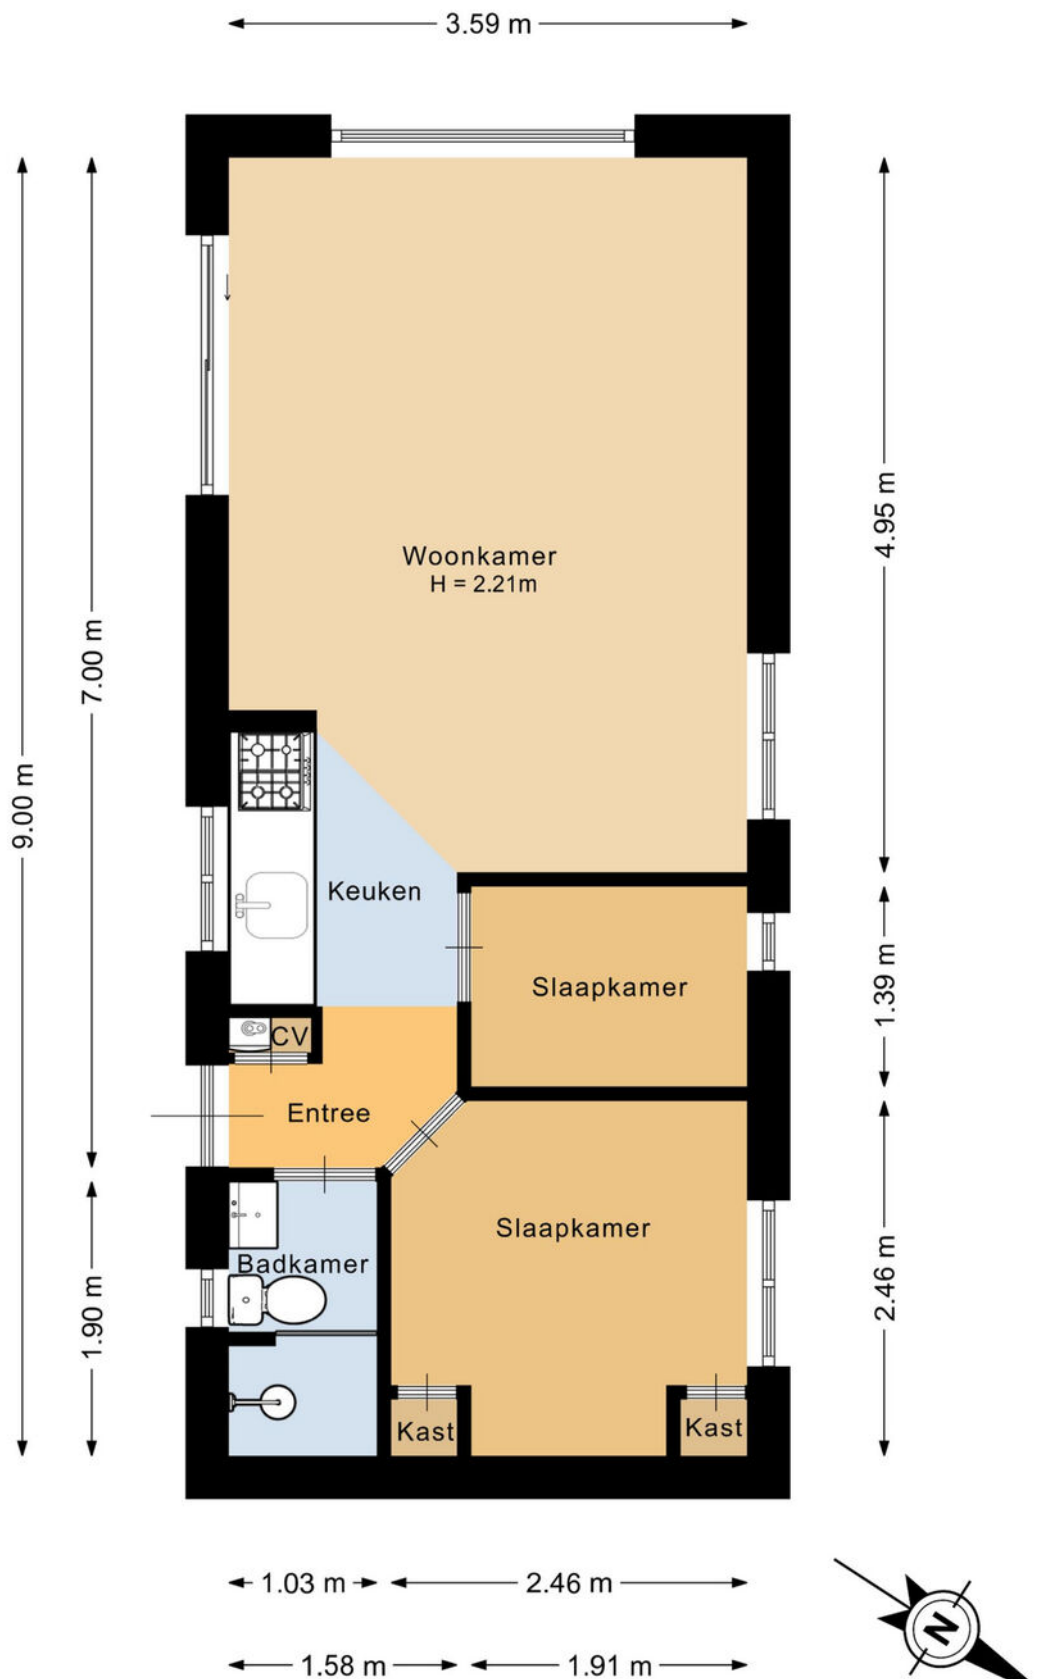 3.59 m
4.95 m
Woonkamer
H = 2.21m
7.00 m
9.00 m
Keuken
1.39 m
Slaapkamer
CV
Entree
Slaapkamer
2.46 m
Badkamer
1.90 m
Kast
Kast
1.03 m
2.46 m
N
1.58 m
1.91 m